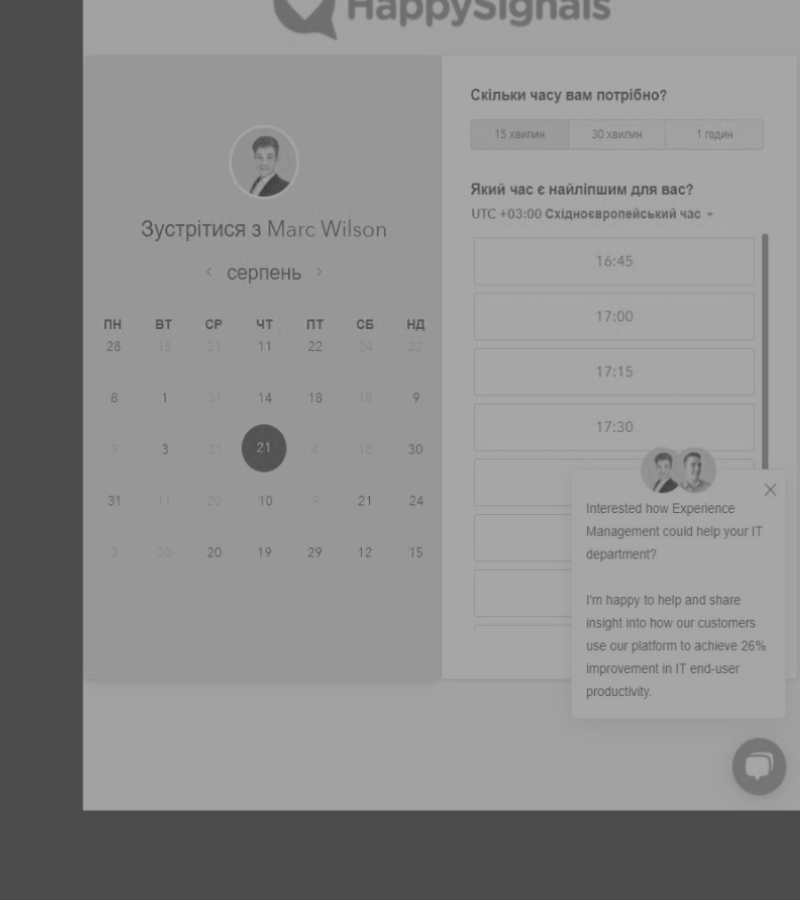 HappySignals
Зустрітися з Marc Wilson
серпень
ПН ВТ СР ЧТ ПТ СБ НД
28 15 21 11 22 24 22
8 1 31 14 18 18 9
9 3 31 21 4 18 30
31 11 20 10 9 21 24
3 30 20 19 29 12 15
Скільки часу вам потрібно?
15 хвилин 30 хвилин 1 годин
Який час є найліпшим для вас?
UTC +03:00 Східноєвропейський час
16:45
17:00
17:15
17:30
Interested how Experience
Management could help your IT
department?
I'm happy to help and share
insight into how our customers
use our platform to achieve 26%
improvement in IT end-user
productivity.